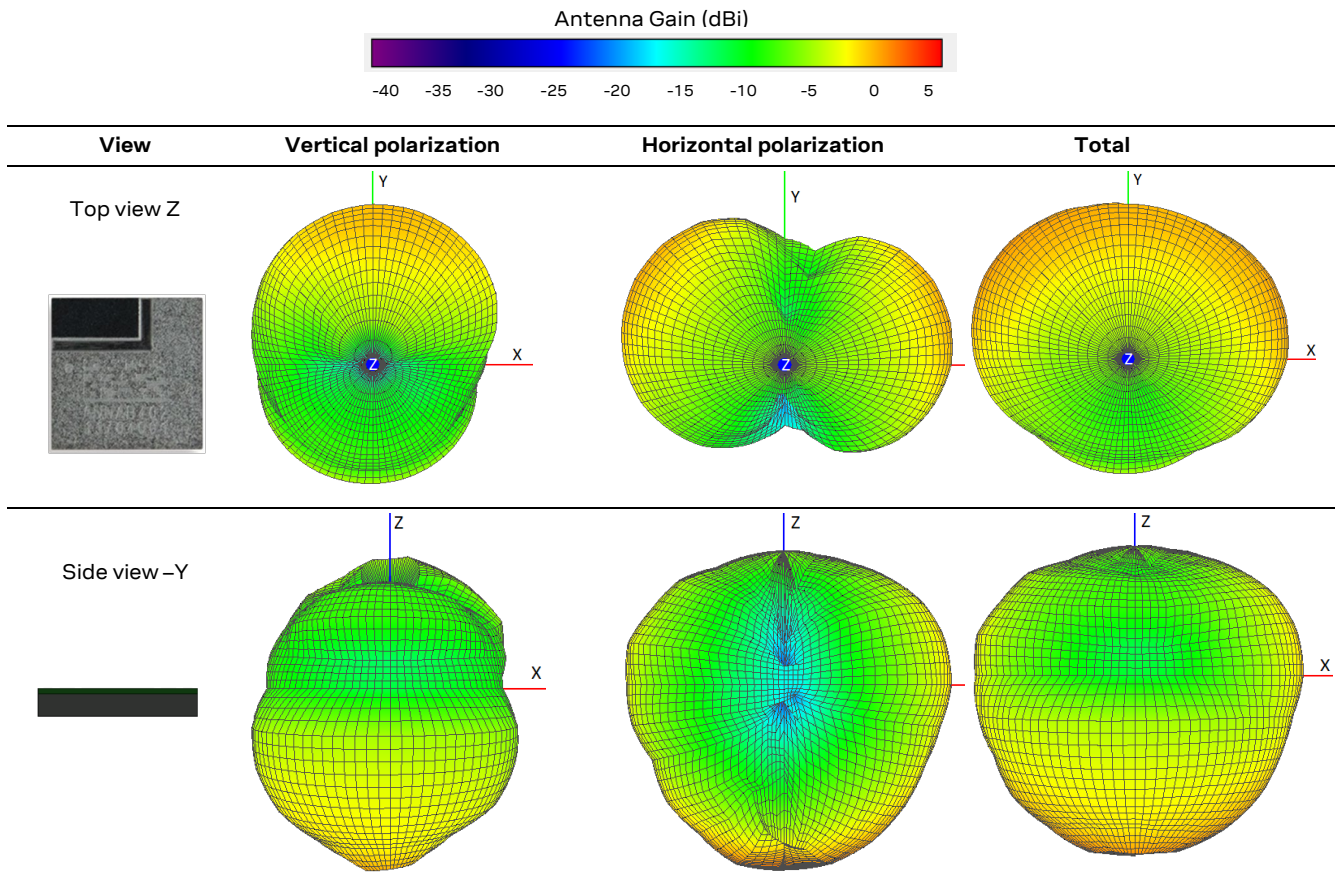 Antenna Gain (dBi)
-40 -35 -30 -25 -20 -15 -10 -5 0 5
View Vertical polarization Horizontal polarization Total
Y Y Y
Top view Z
X X
Z Z Z
Z Z Z
Side view –Y
X X